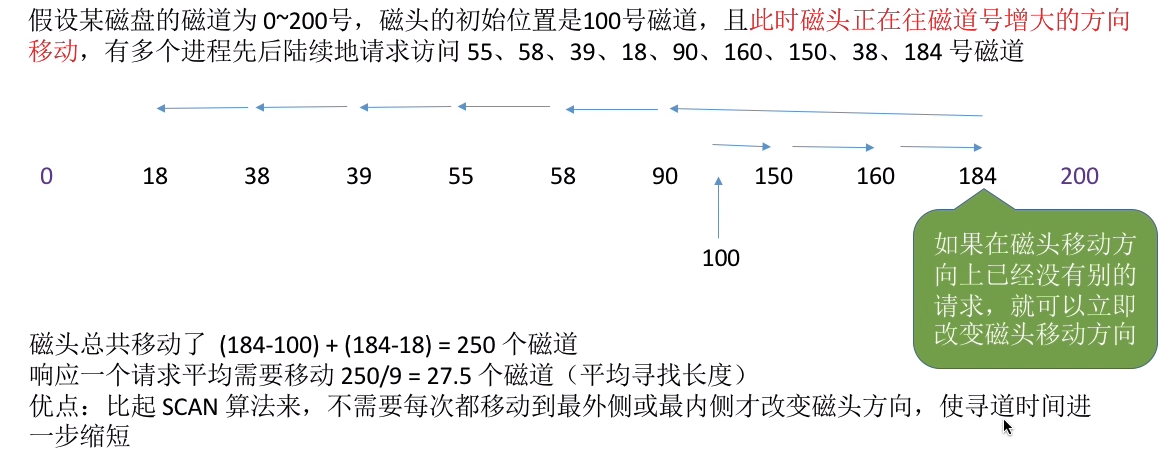 假设某磁盘的磁道为 0~200号，磁头的初始位置是100号磁道，且此时磁头正在往磁道号增大的方向
移动，有多个进程先后陆续地请求访问 55、58、39、18、90、160、150、38、184 号磁道
0 18 38 39 55 58 90 150 160 184 200
100
如果在磁头移动方
向上已经没有别的
请求，就可以立即
改变磁头移动方向
磁头总共移动了 (184-100) + (184-18) = 250 个磁道
响应一个请求平均需要移动 250/9 = 27.5 个磁道（平均寻找长度）
优点：比起 SCAN 算法来，不需要每次都移动到最外侧或最内侧才改变磁头方向，使寻道时间进
一步缩短